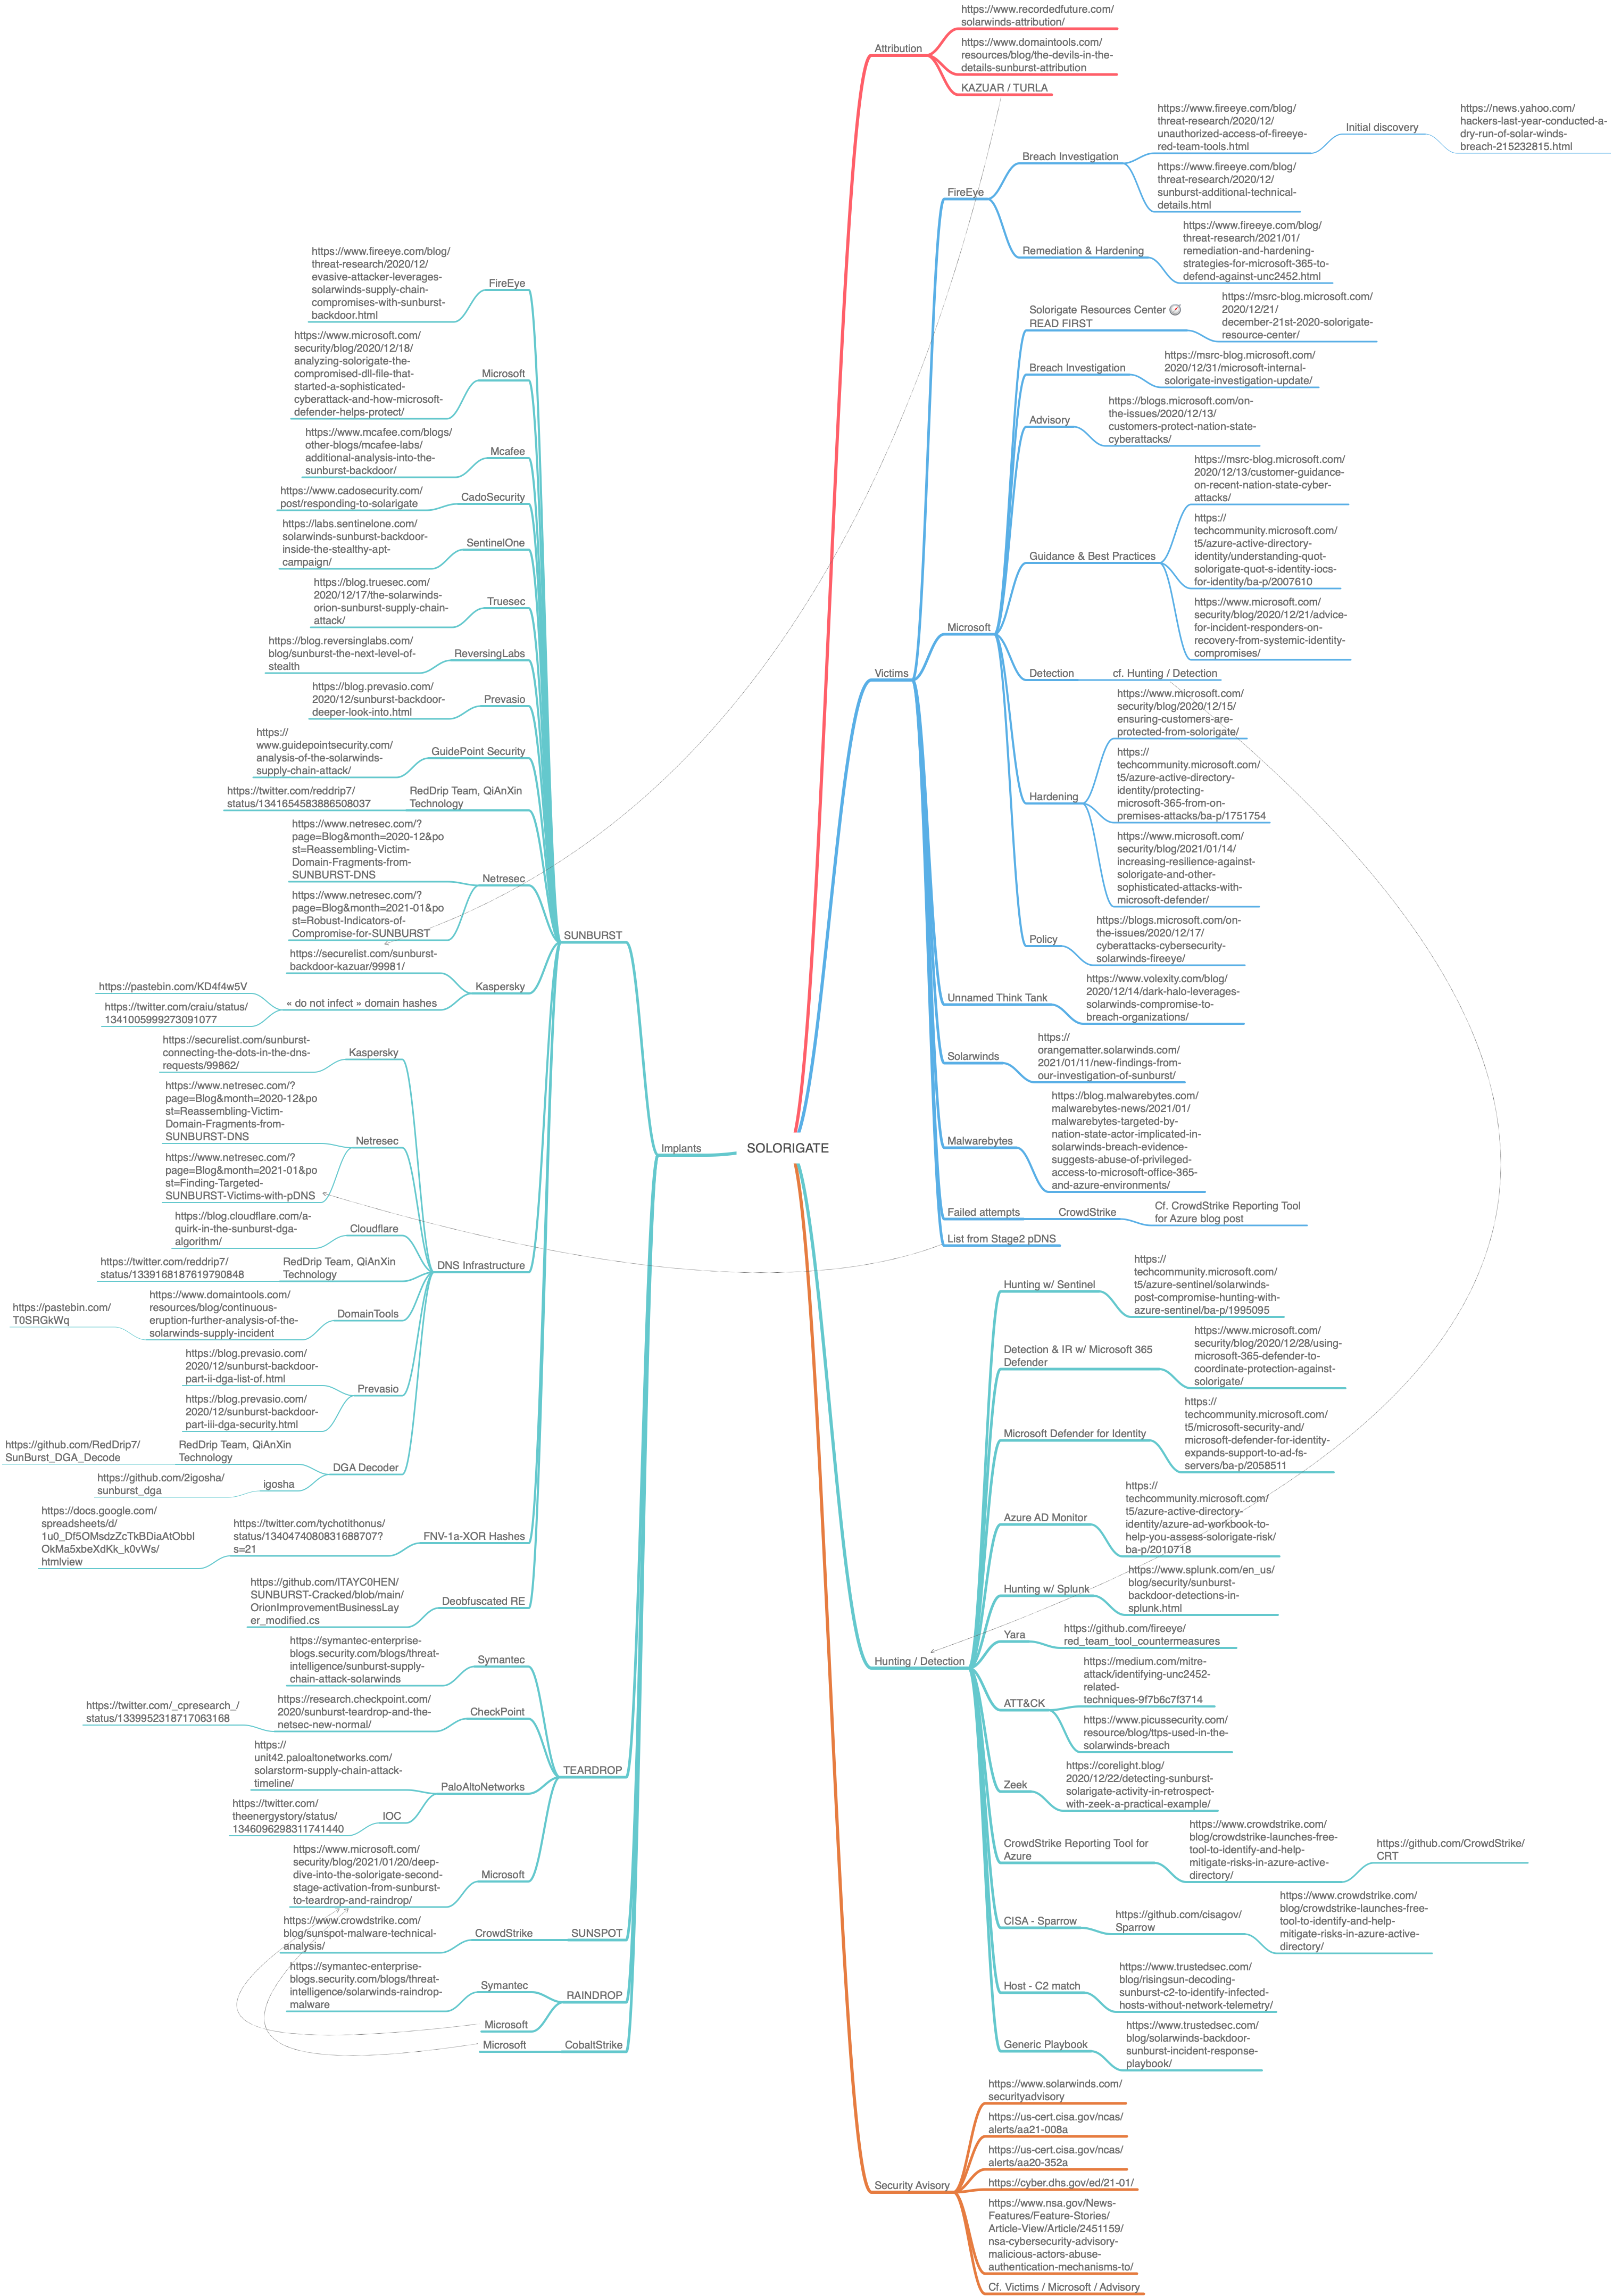 SOLORIGATE
Attribution
https://www.recordedfuture.com/
solarwinds-attribution/
https://www.domaintools.com/
resources/blog/the-devils-in-the-
details-sunburst-attribution
KAZUAR / TURLA
Victims
FireEye
Breach Investigation
https://www.fireeye.com/blog/
threat-research/2020/12/
unauthorized-access-of-fireeye-
red-team-tools.html
Initial discovery
https://news.yahoo.com/
hackers-last-year-conducted-a-
dry-run-of-solar-winds-
breach-215232815.html
https://www.fireeye.com/blog/
threat-research/2020/12/
sunburst-additional-technical-
details.html
Remediation & Hardening
https://www.fireeye.com/blog/
threat-research/2021/01/
remediation-and-hardening-
strategies-for-microsoft-365-to-
defend-against-unc2452.html
Microsoft
Solorigate Resources Center
READ FIRST
https://msrc-blog.microsoft.com/
2020/12/21/
december-21st-2020-solorigate-
resource-center/
Breach Investigation
https://msrc-blog.microsoft.com/
2020/12/31/microsoft-internal-
solorigate-investigation-update/
Advisory
https://blogs.microsoft.com/on-
the-issues/2020/12/13/
customers-protect-nation-state-
cyberattacks/
Guidance & Best Practices
https://msrc-blog.microsoft.com/
2020/12/13/customer-guidance-
on-recent-nation-state-cyber-
attacks/
https://
techcommunity.microsoft.com/
t5/azure-active-directory-
identity/understanding-quot-
solorigate-quot-s-identity-iocs-
for-identity/ba-p/2007610
https://www.microsoft.com/
security/blog/2020/12/21/advice-
for-incident-responders-on-
recovery-from-systemic-identity-
compromises/
Detection
cf. Hunting / Detection
Hardening
https://www.microsoft.com/
security/blog/2020/12/15/
ensuring-customers-are-
protected-from-solorigate/
https://
techcommunity.microsoft.com/
t5/azure-active-directory-
identity/protecting-
microsoft-365-from-on-
premises-attacks/ba-p/1751754
https://www.microsoft.com/
security/blog/2021/01/14/
increasing-resilience-against-
solorigate-and-other-
sophisticated-attacks-with-
microsoft-defender/
Policy
https://blogs.microsoft.com/on-
the-issues/2020/12/17/
cyberattacks-cybersecurity-
solarwinds-fireeye/
Unnamed Think Tank
https://www.volexity.com/blog/
2020/12/14/dark-halo-leverages-
solarwinds-compromise-to-
breach-organizations/
Solarwinds
https://
orangematter.solarwinds.com/
2021/01/11/new-findings-from-
our-investigation-of-sunburst/
Malwarebytes
https://blog.malwarebytes.com/
malwarebytes-news/2021/01/
malwarebytes-targeted-by-
nation-state-actor-implicated-in-
solarwinds-breach-evidence-
suggests-abuse-of-privileged-
access-to-microsoft-office-365-
and-azure-environments/
Failed attempts
CrowdStrike
Cf. CrowdStrike Reporting Tool
for Azure blog post
List from Stage2 pDNS
Hunting / Detection
Hunting w/ Sentinel
https://
techcommunity.microsoft.com/
t5/azure-sentinel/solarwinds-
post-compromise-hunting-with-
azure-sentinel/ba-p/1995095
Detection & IR w/ Microsoft 365
Defender
https://www.microsoft.com/
security/blog/2020/12/28/using-
microsoft-365-defender-to-
coordinate-protection-against-
solorigate/
Microsoft Defender for Identity
https://
techcommunity.microsoft.com/
t5/microsoft-security-and/
microsoft-defender-for-identity-
expands-support-to-ad-fs-
servers/ba-p/2058511
Azure AD Monitor
https://
techcommunity.microsoft.com/
t5/azure-active-directory-
identity/azure-ad-workbook-to-
help-you-assess-solorigate-risk/
ba-p/2010718
Hunting w/ Splunk
https://www.splunk.com/en_us/
blog/security/sunburst-
backdoor-detections-in-
splunk.html
Yara
https://github.com/fireeye/
red_team_tool_countermeasures
ATT&CK
https://medium.com/mitre-
attack/identifying-unc2452-
related-
techniques-9f7b6c7f3714
https://www.picussecurity.com/
resource/blog/ttps-used-in-the-
solarwinds-breach
Zeek
https://corelight.blog/
2020/12/22/detecting-sunburst-
solarigate-activity-in-retrospect-
with-zeek-a-practical-example/
CrowdStrike Reporting Tool for
Azure
https://www.crowdstrike.com/
blog/crowdstrike-launches-free-
tool-to-identify-and-help-
mitigate-risks-in-azure-active-
directory/
https://github.com/CrowdStrike/
CRT
CISA - Sparrow
https://github.com/cisagov/
Sparrow
https://www.crowdstrike.com/
blog/crowdstrike-launches-free-
tool-to-identify-and-help-
mitigate-risks-in-azure-active-
directory/
Host - C2 match
https://www.trustedsec.com/
blog/risingsun-decoding-
sunburst-c2-to-identify-infected-
hosts-without-network-telemetry/
Generic Playbook
https://www.trustedsec.com/
blog/solarwinds-backdoor-
sunburst-incident-response-
playbook/
Security Avisory
https://www.solarwinds.com/
securityadvisory
https://us-cert.cisa.gov/ncas/
alerts/aa21-008a
https://us-cert.cisa.gov/ncas/
alerts/aa20-352a
https://cyber.dhs.gov/ed/21-01/
https://www.nsa.gov/News-
Features/Feature-Stories/
Article-View/Article/2451159/
nsa-cybersecurity-advisory-
malicious-actors-abuse-
authentication-mechanisms-to/
Cf. Victims / Microsoft / Advisory
Implants
SUNBURST
FireEye
https://www.fireeye.com/blog/
threat-research/2020/12/
evasive-attacker-leverages-
solarwinds-supply-chain-
compromises-with-sunburst-
backdoor.html
Microsoft
https://www.microsoft.com/
security/blog/2020/12/18/
analyzing-solorigate-the-
compromised-dll-file-that-
started-a-sophisticated-
cyberattack-and-how-microsoft-
defender-helps-protect/
Mcafee
https://www.mcafee.com/blogs/
other-blogs/mcafee-labs/
additional-analysis-into-the-
sunburst-backdoor/
CadoSecurity
https://www.cadosecurity.com/
post/responding-to-solarigate
SentinelOne
https://labs.sentinelone.com/
solarwinds-sunburst-backdoor-
inside-the-stealthy-apt-
campaign/
Truesec
https://blog.truesec.com/
2020/12/17/the-solarwinds-
orion-sunburst-supply-chain-
attack/
ReversingLabs
https://blog.reversinglabs.com/
blog/sunburst-the-next-level-of-
stealth
Prevasio
https://blog.prevasio.com/
2020/12/sunburst-backdoor-
deeper-look-into.html
GuidePoint Security
https://
www.guidepointsecurity.com/
analysis-of-the-solarwinds-
supply-chain-attack/
RedDrip Team, QiAnXin
Technology
https://twitter.com/reddrip7/
status/1341654583886508037
Netresec
https://www.netresec.com/?
page=Blog&month=2020-12&po
st=Reassembling-Victim-
Domain-Fragments-from-
SUNBURST-DNS
https://www.netresec.com/?
page=Blog&month=2021-01&po
st=Robust-Indicators-of-
Compromise-for-SUNBURST
Kaspersky
https://securelist.com/sunburst-
backdoor-kazuar/99981/
« do not infect » domain hashes
https://pastebin.com/KD4f4w5V
https://twitter.com/craiu/status/
1341005999273091077
DNS Infrastructure
Kaspersky
https://securelist.com/sunburst-
connecting-the-dots-in-the-dns-
requests/99862/
Netresec
https://www.netresec.com/?
page=Blog&month=2020-12&po
st=Reassembling-Victim-
Domain-Fragments-from-
SUNBURST-DNS
https://www.netresec.com/?
page=Blog&month=2021-01&po
st=Finding-Targeted-
SUNBURST-Victims-with-pDNS
Cloudflare
https://blog.cloudflare.com/a-
quirk-in-the-sunburst-dga-
algorithm/
RedDrip Team, QiAnXin
Technology
https://twitter.com/reddrip7/
status/1339168187619790848
DomainTools
https://www.domaintools.com/
resources/blog/continuous-
eruption-further-analysis-of-the-
solarwinds-supply-incident
https://pastebin.com/
T0SRGkWq
Prevasio
https://blog.prevasio.com/
2020/12/sunburst-backdoor-
part-ii-dga-list-of.html
https://blog.prevasio.com/
2020/12/sunburst-backdoor-
part-iii-dga-security.html
DGA Decoder
RedDrip Team, QiAnXin
Technology
https://github.com/RedDrip7/
SunBurst_DGA_Decode
igosha
https://github.com/2igosha/
sunburst_dga
FNV-1a-XOR Hashes
https://twitter.com/tychotithonus/
status/1340474080831688707?
s=21
https://docs.google.com/
spreadsheets/d/
1u0_Df5OMsdzZcTkBDiaAtObbI
OkMa5xbeXdKk_k0vWs/
htmlview
Deobfuscated RE
https://github.com/ITAYC0HEN/
SUNBURST-Cracked/blob/main/
OrionImprovementBusinessLay
er_modified.cs
TEARDROP
Symantec
https://symantec-enterprise-
blogs.security.com/blogs/threat-
intelligence/sunburst-supply-
chain-attack-solarwinds
CheckPoint
https://research.checkpoint.com/
2020/sunburst-teardrop-and-the-
netsec-new-normal/
https://twitter.com/_cpresearch_/
status/1339952318717063168
PaloAltoNetworks
https://
unit42.paloaltonetworks.com/
solarstorm-supply-chain-attack-
timeline/
IOC
https://twitter.com/
theenergystory/status/
1346096298311741440
Microsoft
https://www.microsoft.com/
security/blog/2021/01/20/deep-
dive-into-the-solorigate-second-
stage-activation-from-sunburst-
to-teardrop-and-raindrop/
SUNSPOT
CrowdStrike
https://www.crowdstrike.com/
blog/sunspot-malware-technical-
analysis/
RAINDROP
Symantec
https://symantec-enterprise-
blogs.security.com/blogs/threat-
intelligence/solarwinds-raindrop-
malware
Microsoft
CobaltStrike
Microsoft